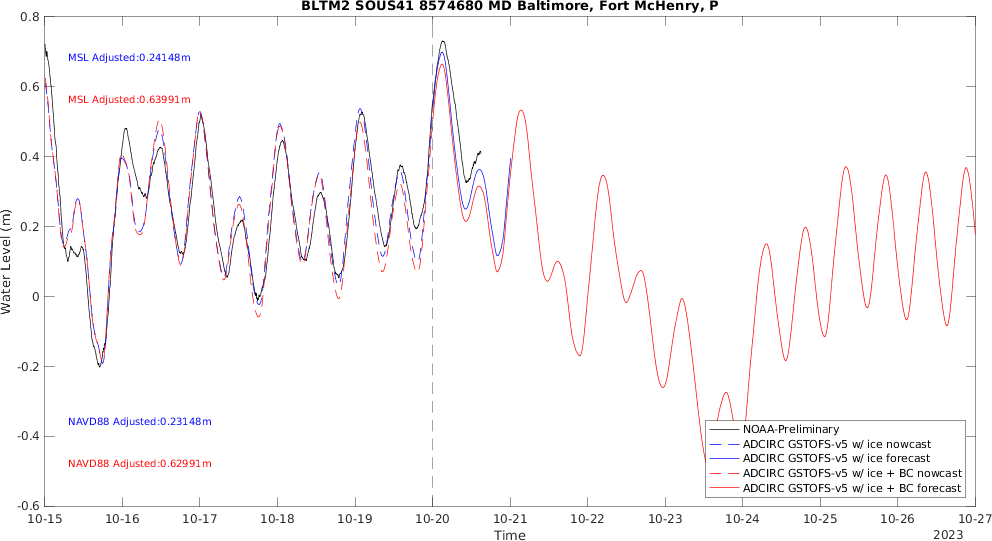 BLTM2 SOUS41 8574680 MD Baltimore, Fort McHenry, P
MSL Adjusted:0.24148m
MSL Adjusted:0.63991m
NAVD88 Adjusted:0.23148m
NAVD88 Adjusted:0.62991m
Water Level (m)
0.8
0.6
0.4
0.2
0
-0.2
-0.4
-0.6
NOAA-Preliminary
ADCIRC GSTOFS-v5 w/ ice nowcast
ADCIRC GSTOFS-v5 w/ ice forecast
ADCIRC GSTOFS-v5 w/ ice + BC nowcast
ADCIRC GSTOFS-v5 w/ ice + BC forecast
10-15 10-16 10-17 10-18 10-19 10-20 10-21 10-22 10-23 10-24 10-25 10-26 10-27
Time
2023